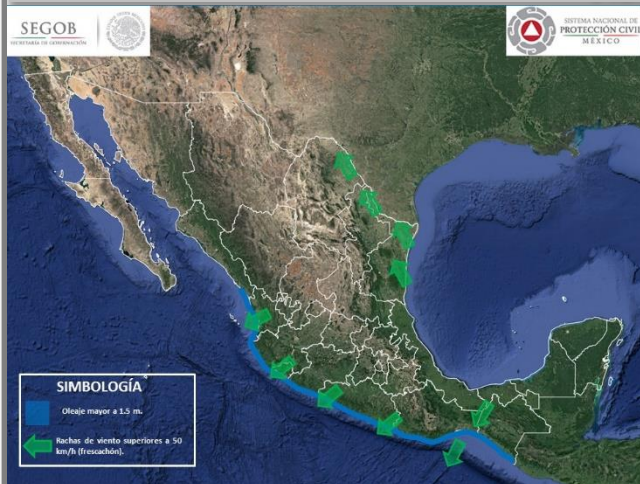 SEGOB
SECRETARÍA DE GOBERNACIÓN
SISTEMA NACIONAL DE
PROTECCIÓN CIVIL
MÉXICO
SIMBOLOGÍA
Oleaje mayor a 1.5 m.
Rachas de viento superiores a 50
km/h (frescachón).